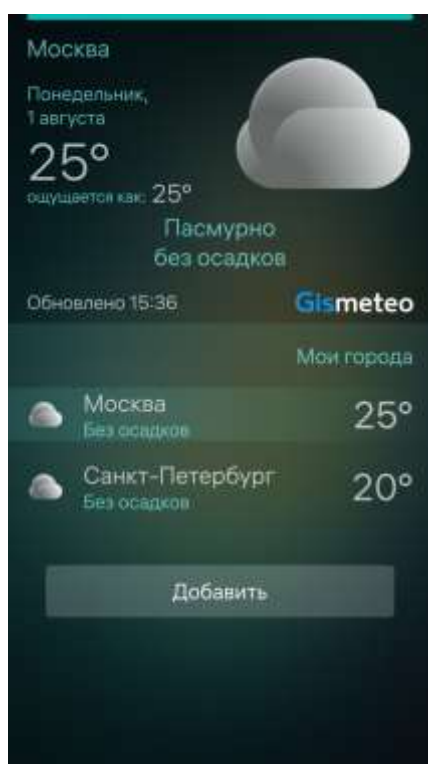 Москва
Понедельник,
1 августа
25°
ощущается как: 25°
Пасмурно
без осадков
Обновлено 15:36
Gismeteo
Мои города
Москва
25°
Без осадков
Санкт-Петербург
20°
Без осадков
Добавить